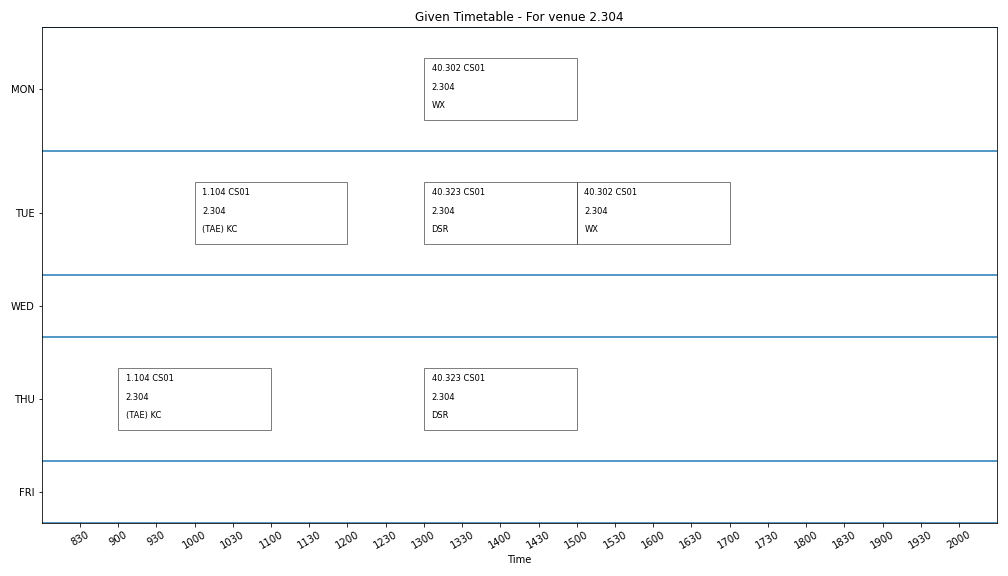 Given Timetable - For venue 2.304
MON
40.302 CS01
2.304
WX
TUE
1.104 CS01
2.304
(TAE) KC
40.323 CS01
2.304
DSR
40.302 CS01
2.304
WX
WED
THU
1.104 CS01
2.304
(TAE) KC
40.323 CS01
2.304
DSR
FRI
830 900 930 1000 1030 1100 1130 1200 1230 1300 1330 1400 1430 1500 1530 1600 1630 1700 1730 1800 1830 1900 1930 2000
Time